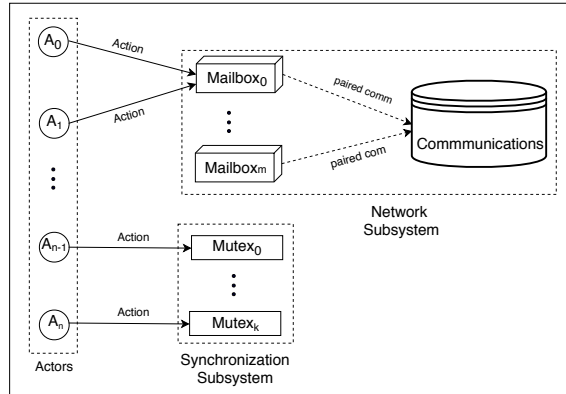 A0
Action
Mailbox0
paired comm
A1
Action
Commmunications
Mailboxm
paired com
Network
Subsystem
An-1
Action
Mutex0
An
Action
Mutexk
Actors
Synchronization
Subsystem